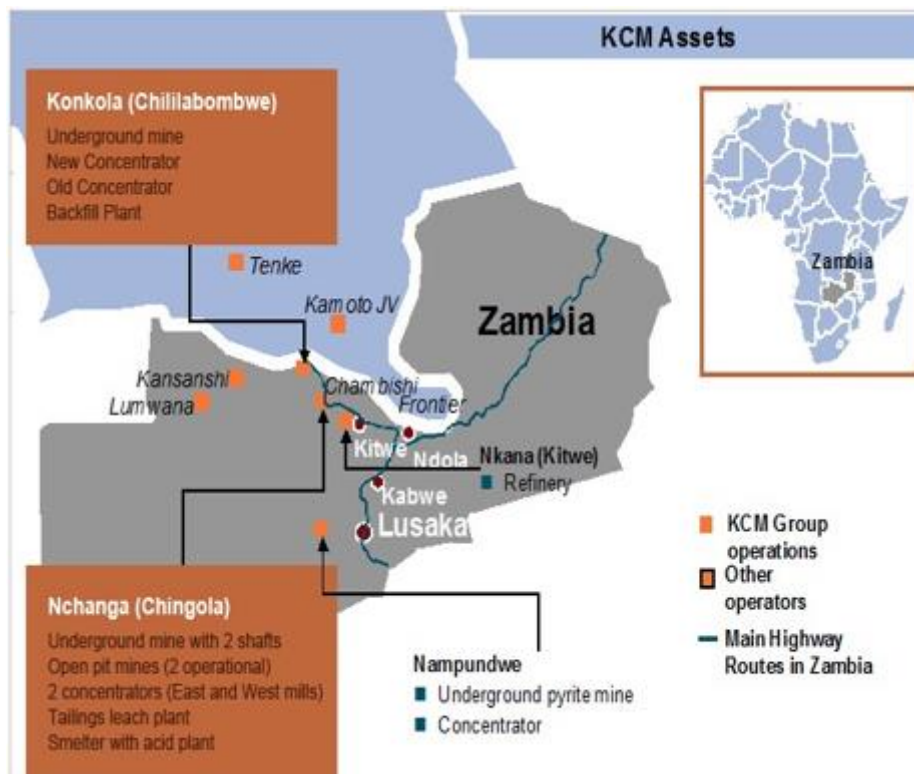 KCM Assets
Konkola (Chililabombwe)
Underground mine
New Concentrator
Old Concentrator
Backfill Plant
Zambia
Tenke
Kamoto JV
Zambia
Kansanshi
Lumwana
Chambishi
Frontier
Kitwe
Ndola
Nkana (Kitwe)
Refinery
Kabwe
Lusaka
KCM Group
operations
Other
operators
Main Highway
Routes in Zambia
Nchanga (Chingola)
Underground mine with 2 shafts
Open pit mines (2 operational)
2 concentrators (East and West mills)
Tailings leach plant
Smelter with acid plant
Nampundwe
Underground pyrite mine
Concentrator